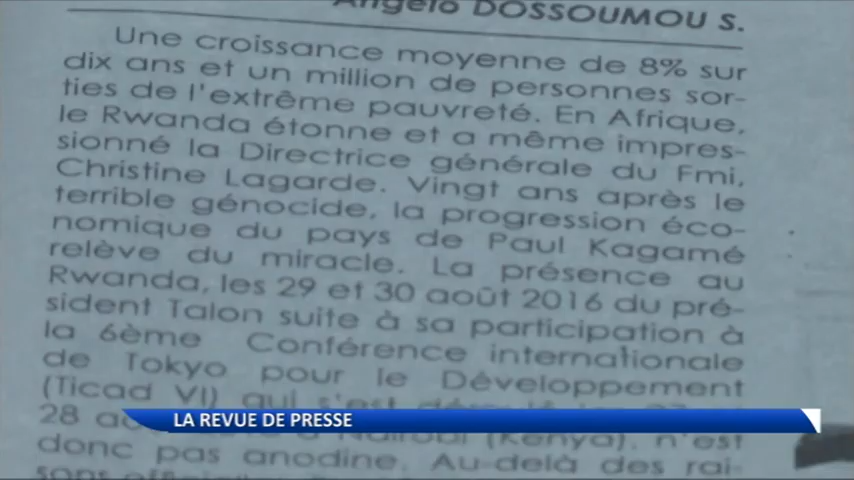 Angelo DOSSOUMOU S.
Une croissance moyenne de 8% sur
dix ans et un million de personnes sor-
ties de l'extrême pauvreté. En Afrique,
le Rwanda étonne et a même impres-
sionné la Directrice générale du Fmi,
Christine Lagarde. Vingt ans après le
terrible génocide, la progression éco-
nomique du pays de Paul Kagamé
relève du miracle. La présence au
Rwanda, les 29 et 30 août 2016 du pré-
sident Talon suite à sa participation à
la 6ème Conférence internationale
de Tokyo pour le Développement
(Ticad VI) qui s'est
28 Nairobi (Kenya), n'est
LA REVUE DE PRESSE
donc pas anodine. Au-delà des rai-
sons